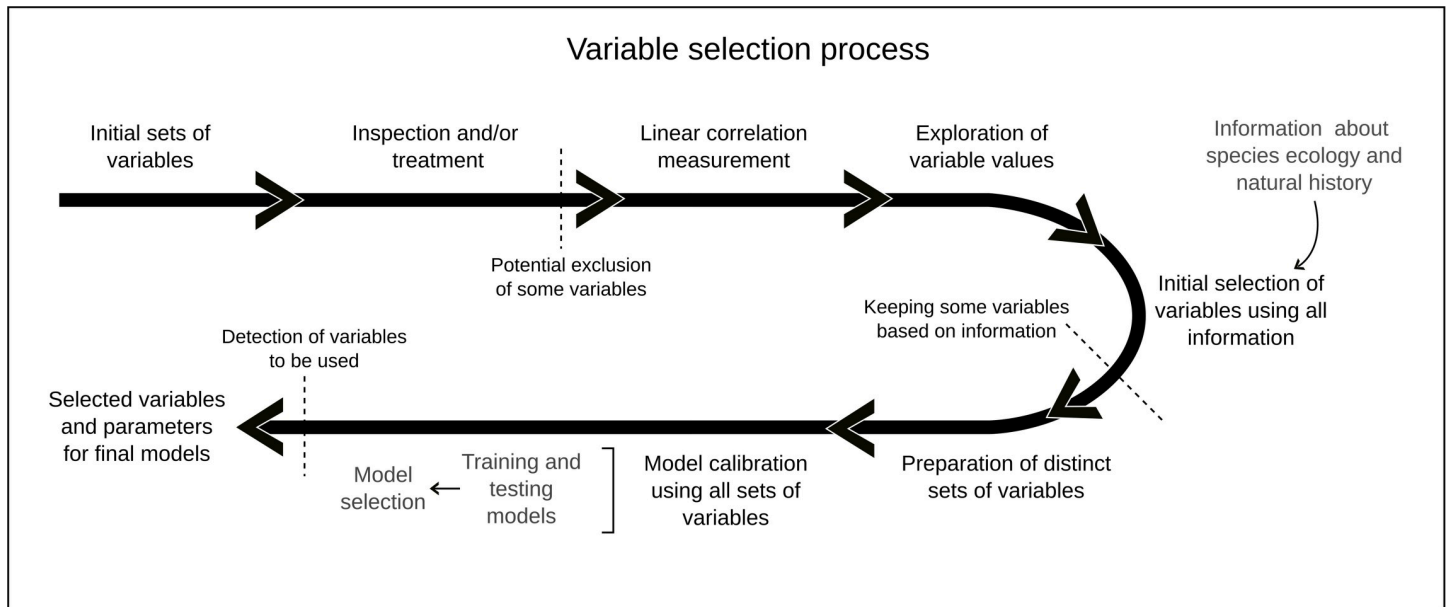 Variable selection process
Initial sets of
variables
Inspection and/or
treatment
Linear correlation
measurement
Exploration of
variable values
Information about
species ecology and
natural history
Potential exclusion
of some variables
Initial selection of
variables using all
information
Keeping some variables
based on information
Detection of variables
to be used
Selected variables
and parameters
for final models
Model
selection
Training and
testing
models
Model calibration
using all sets of
variables
Preparation of distinct
sets of variables